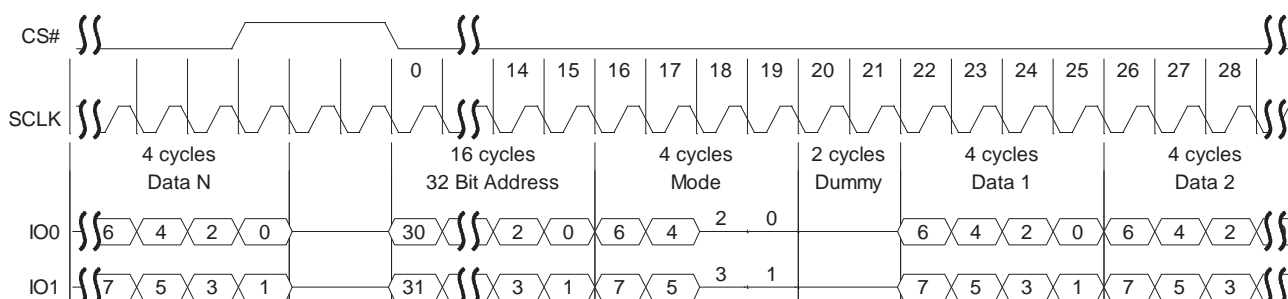 CS#
0 14 15 16 17 18 19 20 21 22 23 24 25 26 27 28
SCLK
4 cycles 16 cycles 4 cycles 2 cycles 4 cycles 4 cycles
Data N 32 Bit Address Mode Dummy Data 1 Data 2
IO0 6 4 2 0 30 2 0 6 4 2 0 6 4 2 0 6 4 2
IO1 7 5 3 1 31 3 1 7 5 3 1 7 5 3 1 7 5 3